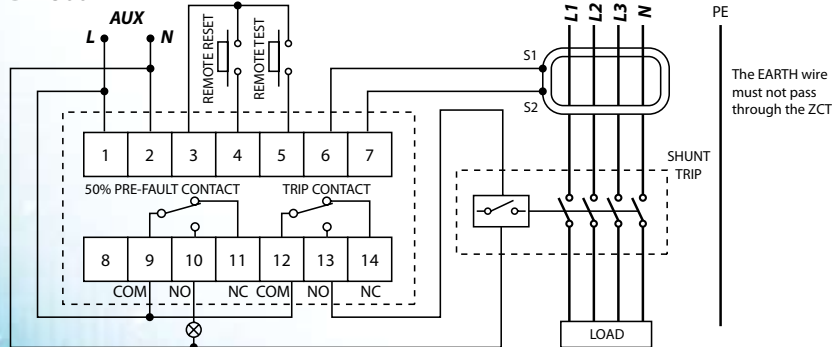 AUX
L N
REMOTE RESET
REMOTE TEST
L1 L2 L3 N
PE
S1
S2
The EARTH wire
must not pass
through the ZCT
1 2 3 4 5 6 7
50% PRE-FAULT CONTACT
TRIP CONTACT
SHUNT
TRIP
8 9 10 11 12 13 14
COM NO NC COM NO NC
LOAD